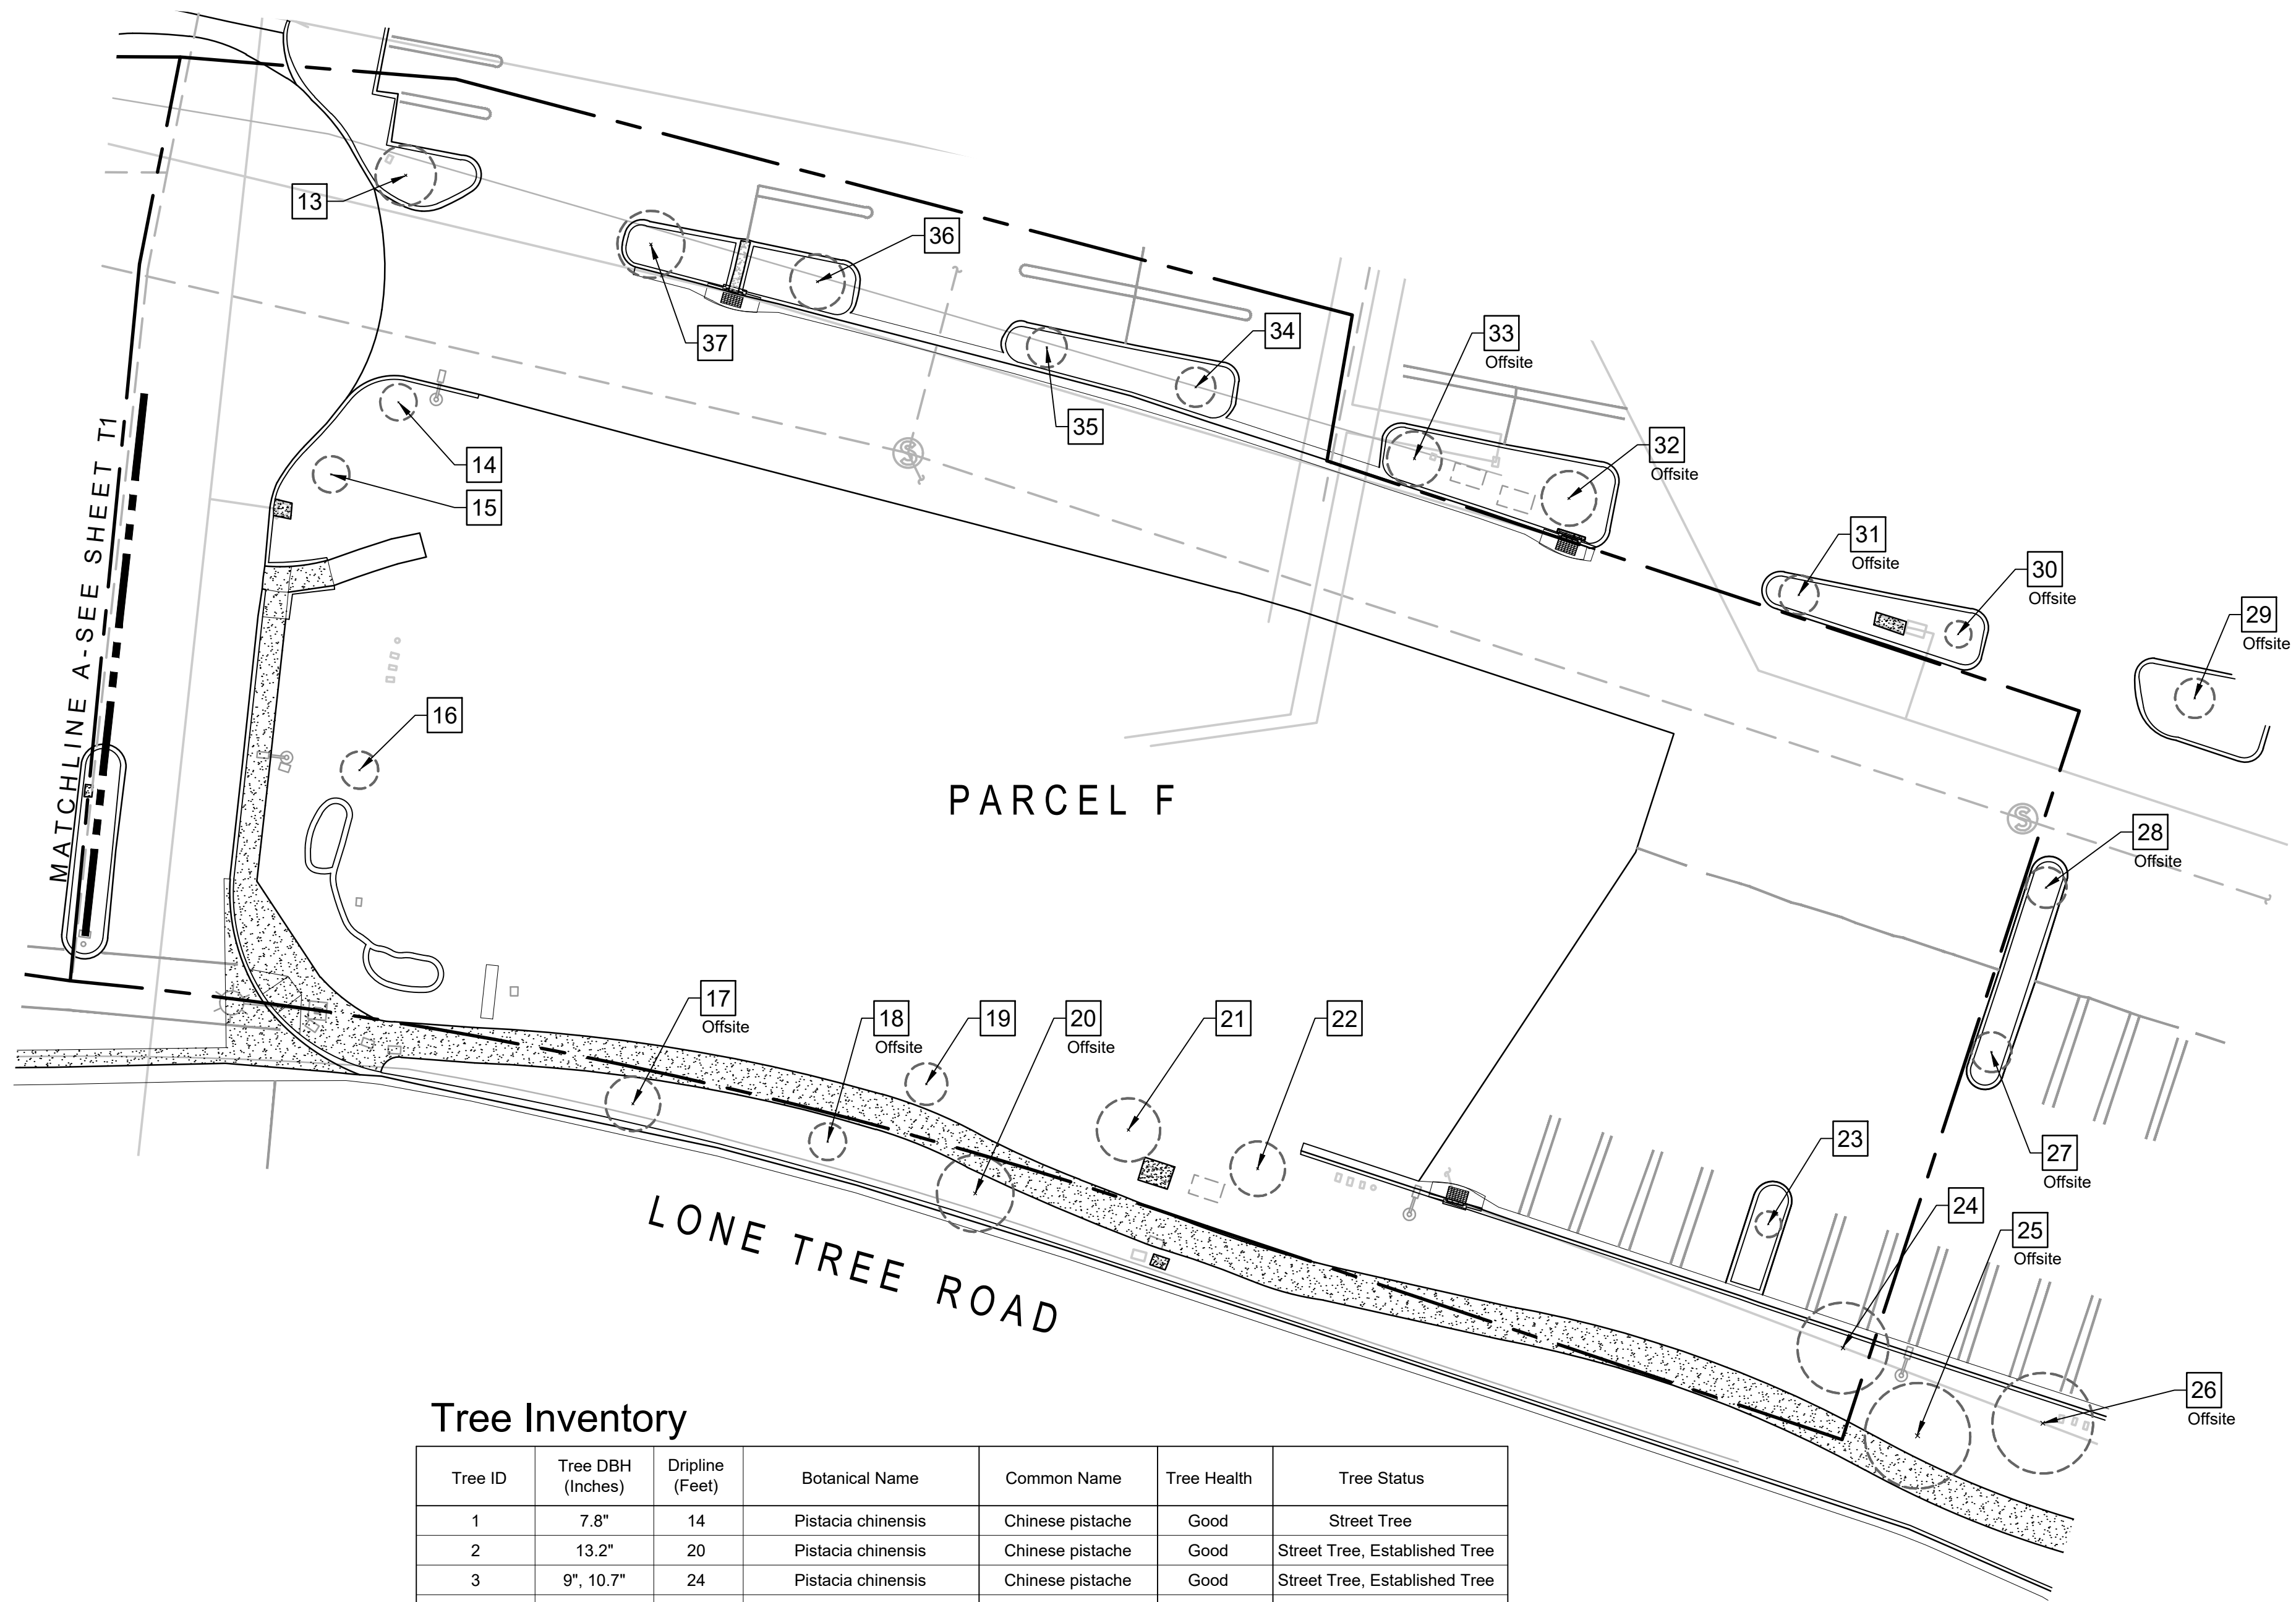 13
37
36
35
34
33
Offsite
32
Offsite
31
Offsite
30
Offsite
29
Offsite
14
15
16
MATCHLINE A-SEE SHEET T1
PARCEL F
S
S
28
Offsite
27
Offsite
17
Offsite
18
Offsite
19
20
Offsite
21
22
23
24
25
Offsite
26
Offsite
LONE TREE ROAD
Tree Inventory
Tree ID Tree DBH (Inches) Dripline (Feet) Botanical Name Common Name Tree Health Tree Status
1 7.8" 14 Pistacia chinensis Chinese pistache Good Street Tree
2 13.2" 20 Pistacia chinensis Chinese pistache Good Street Tree, Established Tree
3 9", 10.7" 24 Pistacia chinensis Chinese pistache Good Street Tree, Established Tree